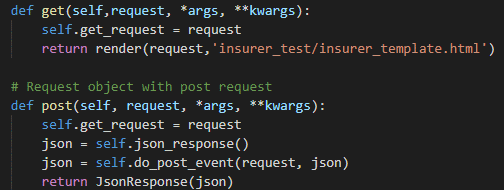 def get(self,request, *args, **kwargs):
    self.get_request = request
    return render(request,'insurer_test/insurer_template.html')

# Request object with post request
def post(self, request, *args, **kwargs):
    self.get_request = request
    json = self.json_response()
    json = self.do_post_event(request, json)
    return JsonResponse(json)